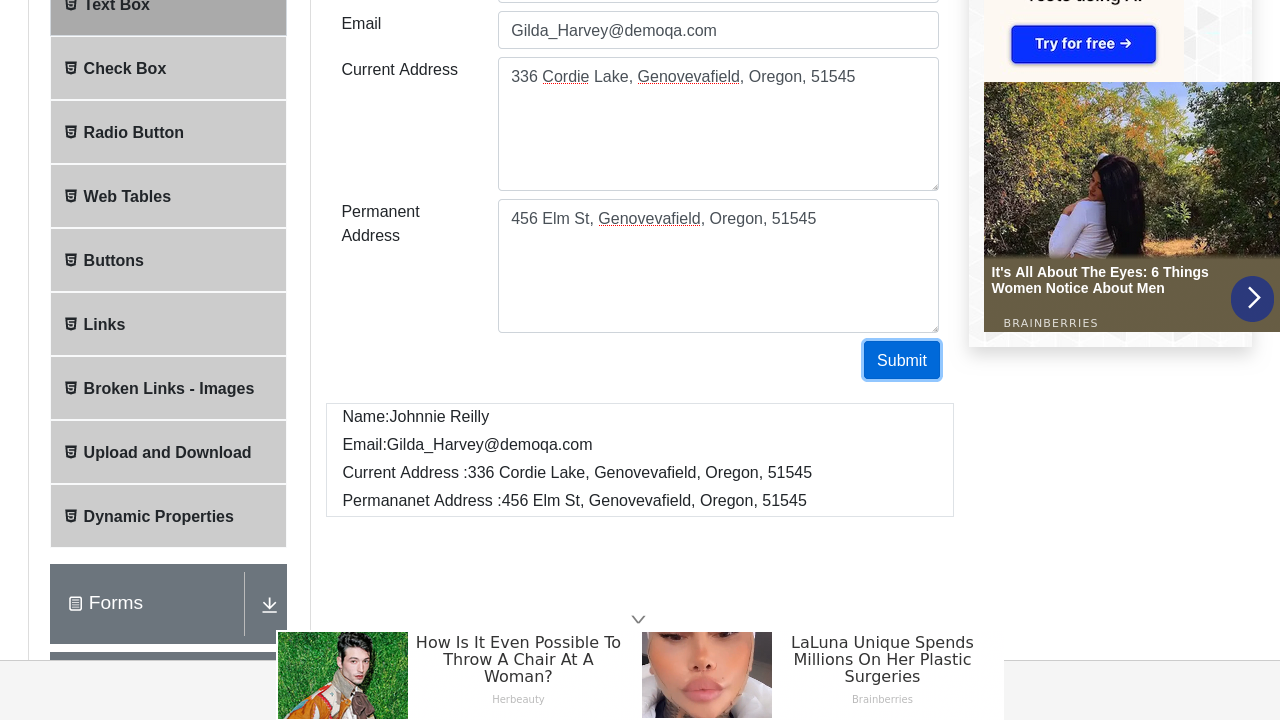 Text Box
Check Box
Radio Button
Web Tables
Buttons
Links
Broken Links - Images
Upload and Download
Dynamic Properties
Forms
Email
Gilda_Harvey@demoqa.com
Current Address
336 Cordie Lake, Genovevafield, Oregon, 51545
Permanent
Address
456 Elm St, Genovevafield, Oregon, 51545
Submit
Name:Johnnie Reilly
Email:Gilda_Harvey@demoqa.com
Current Address :336 Cordie Lake, Genovevafield, Oregon, 51545
Permananet Address :456 Elm St, Genovevafield, Oregon, 51545
Try for free →
It's All About The Eyes: 6 Things
Women Notice About Men
BRAINBERRIES
How Is It Even Possible To
Throw A Chair At A
Woman?
Herbeauty
LaLuna Unique Spends
Millions On Her Plastic
Surgeries
Brainberries